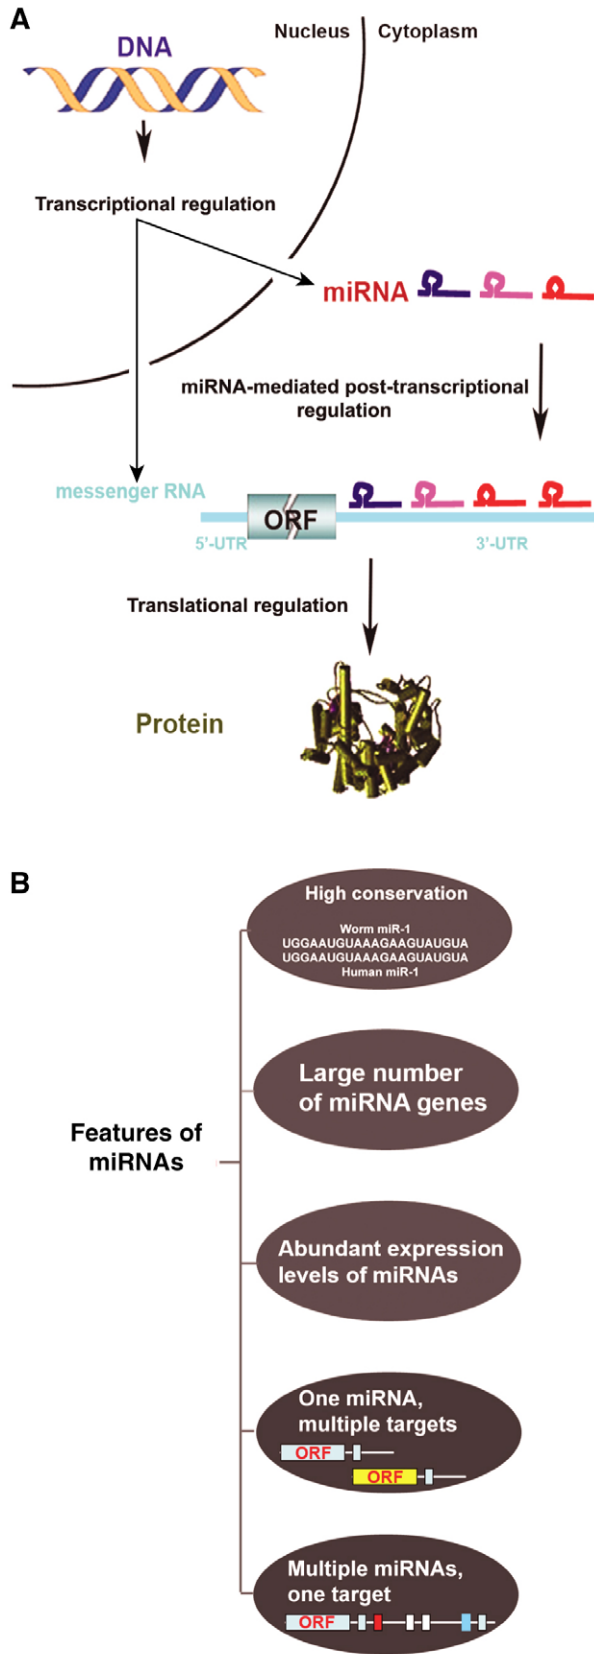 A
Nucleus
Cytoplasm
DNA
Transcriptional regulation
miRNA
miRNA-mediated post-transcriptional
regulation
messenger RNA
ORF
5'-UTR
3'-UTR
Translational regulation
Protein
B
High conservation
Worm miR-1
UGGAAUGUAAAGAAGUAUGUA
UGGAAUGUAAAGAAGUAUGUA
Human miR-1
Large number
of miRNA genes
Features of
miRNAs
Abundant expression
levels of miRNAs
One miRNA,
multiple targets
ORF
ORF
Multiple miRNAs,
one target
ORF